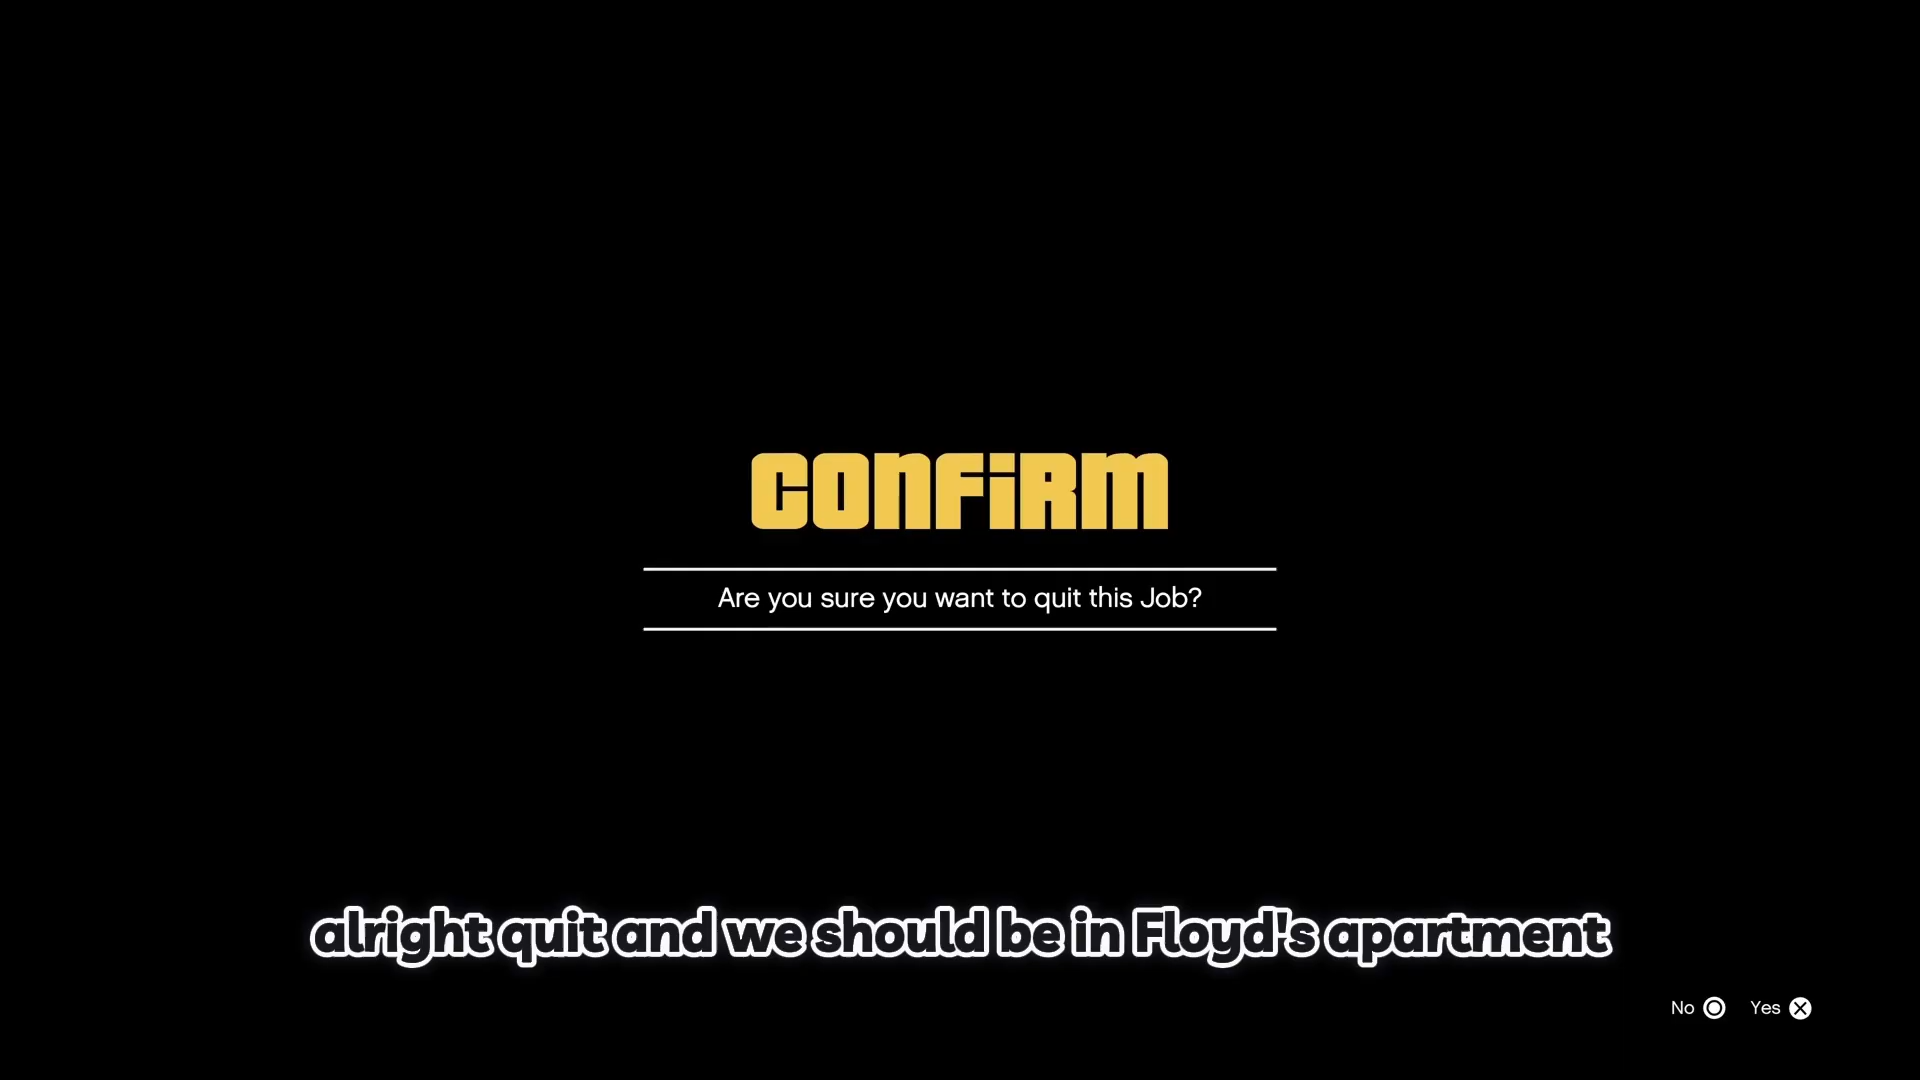 CONFIRM
Are you sure you want to quit this Job?
alright quit and we should be in Floyd's apartment
No Yes